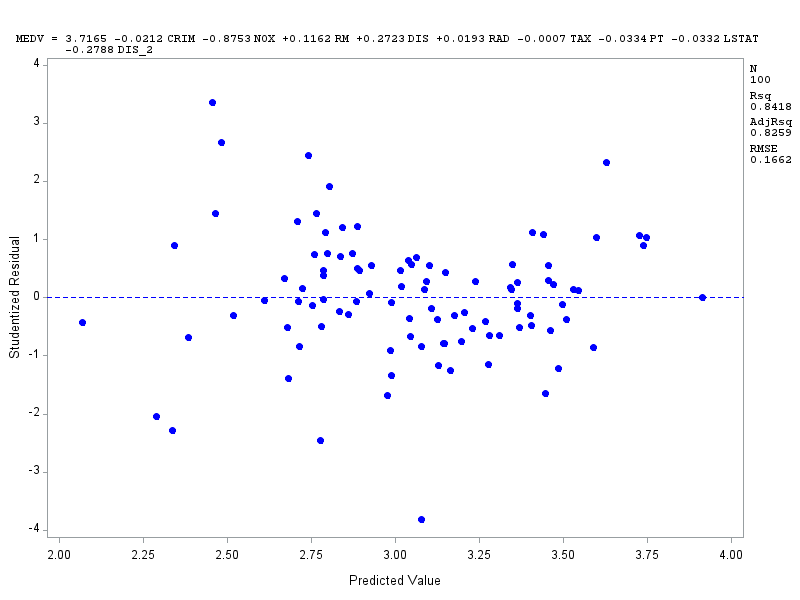 MEDV = 3.7165 -0.0212 CRIM -0.8753 NOX +0.1162 RM +0.2723 DIS +0.0193 RAD -0.0007 TAX -0.0334 PT -0.0332 LSTAT
-0.2788 DIS_2
N
100
Rsq
0.8418
AdjRsq
0.8259
RMSE
0.1662
4
3
2
1
0
-1
-2
-3
-4
Studentized Residual
2.00 2.25 2.50 2.75 3.00 3.25 3.50 3.75 4.00
Predicted Value